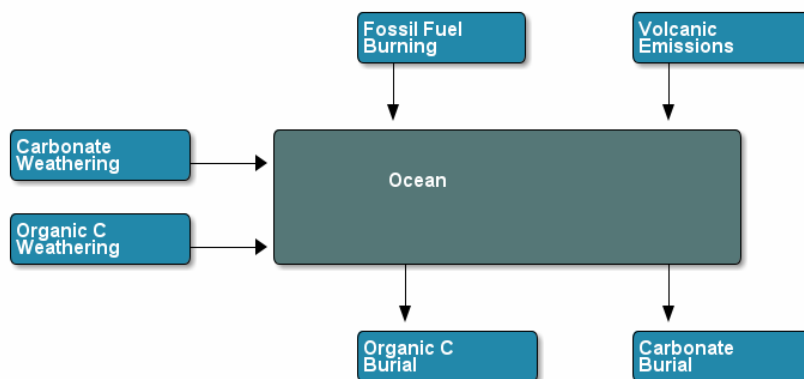 Fossil Fuel
Burning
Volcanic
Emissions
Carbonate
Weathering
Ocean
Organic C
Weathering
Organic C
Burial
Carbonate
Burial